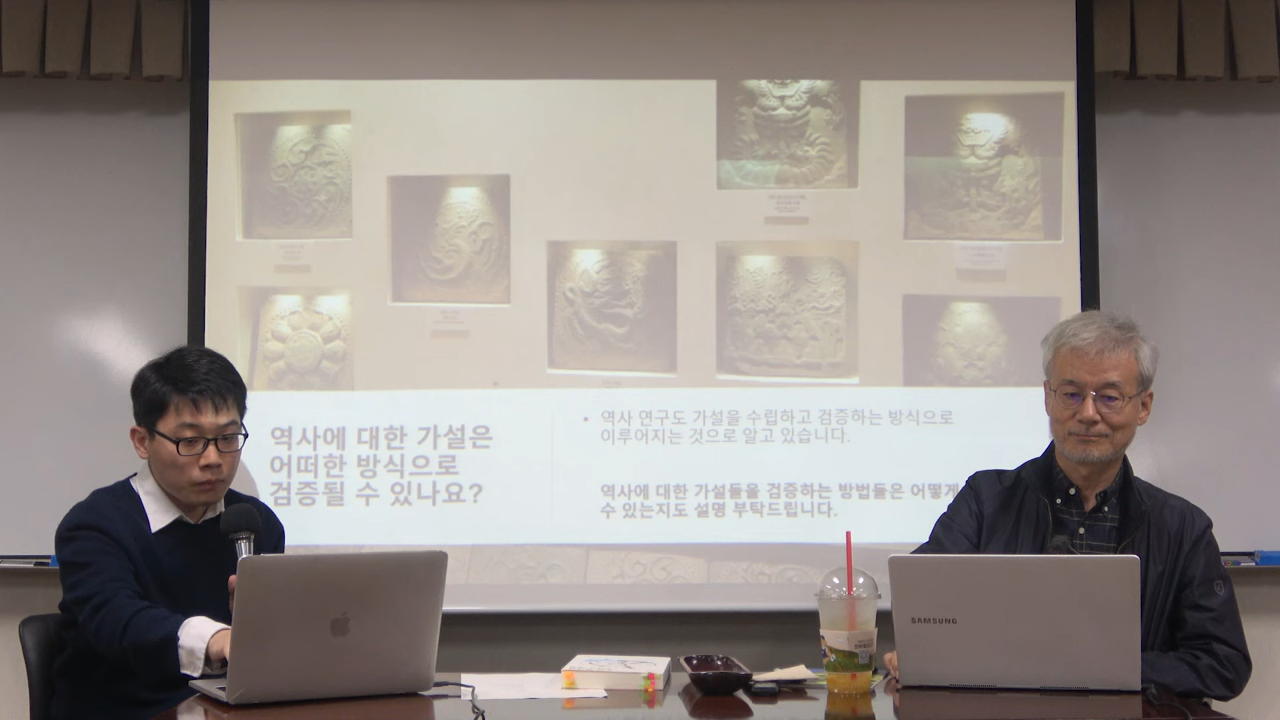 역사에 대한 가설은
어떠한 방식으로
검증될 수 있나요?
• 역사 연구도 가설을 수립하고 검증하는 방식으로
이루어지는 것으로 알고 있습니다.
역사에 대한 가설들을 검증하는 방법들은 어떻게
수 있는지도 설명 부탁드립니다.
SAMSUNG